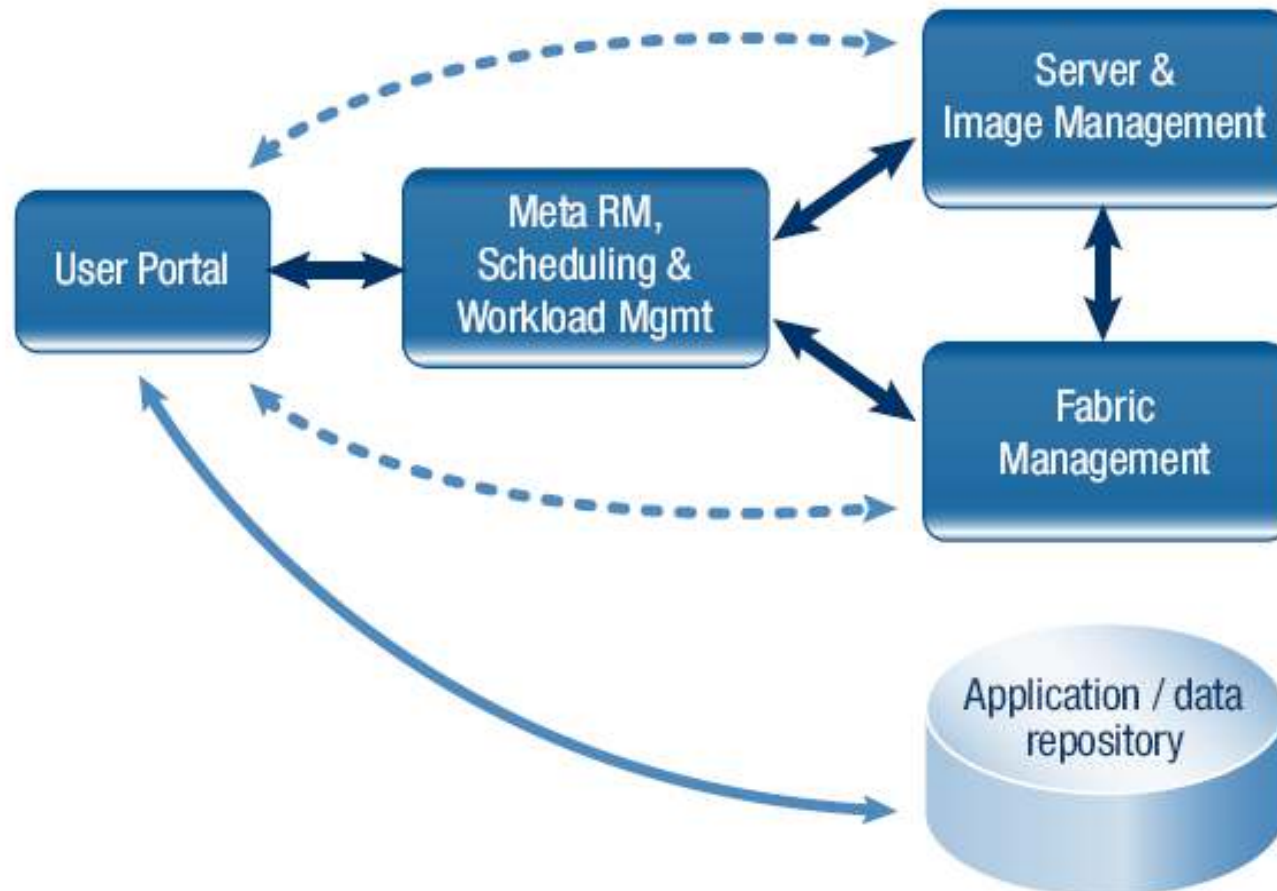 Server &
Image Management
User Portal
Meta RM,
Scheduling &
Workload Mgmt
Fabric
Management
Application / data
repository